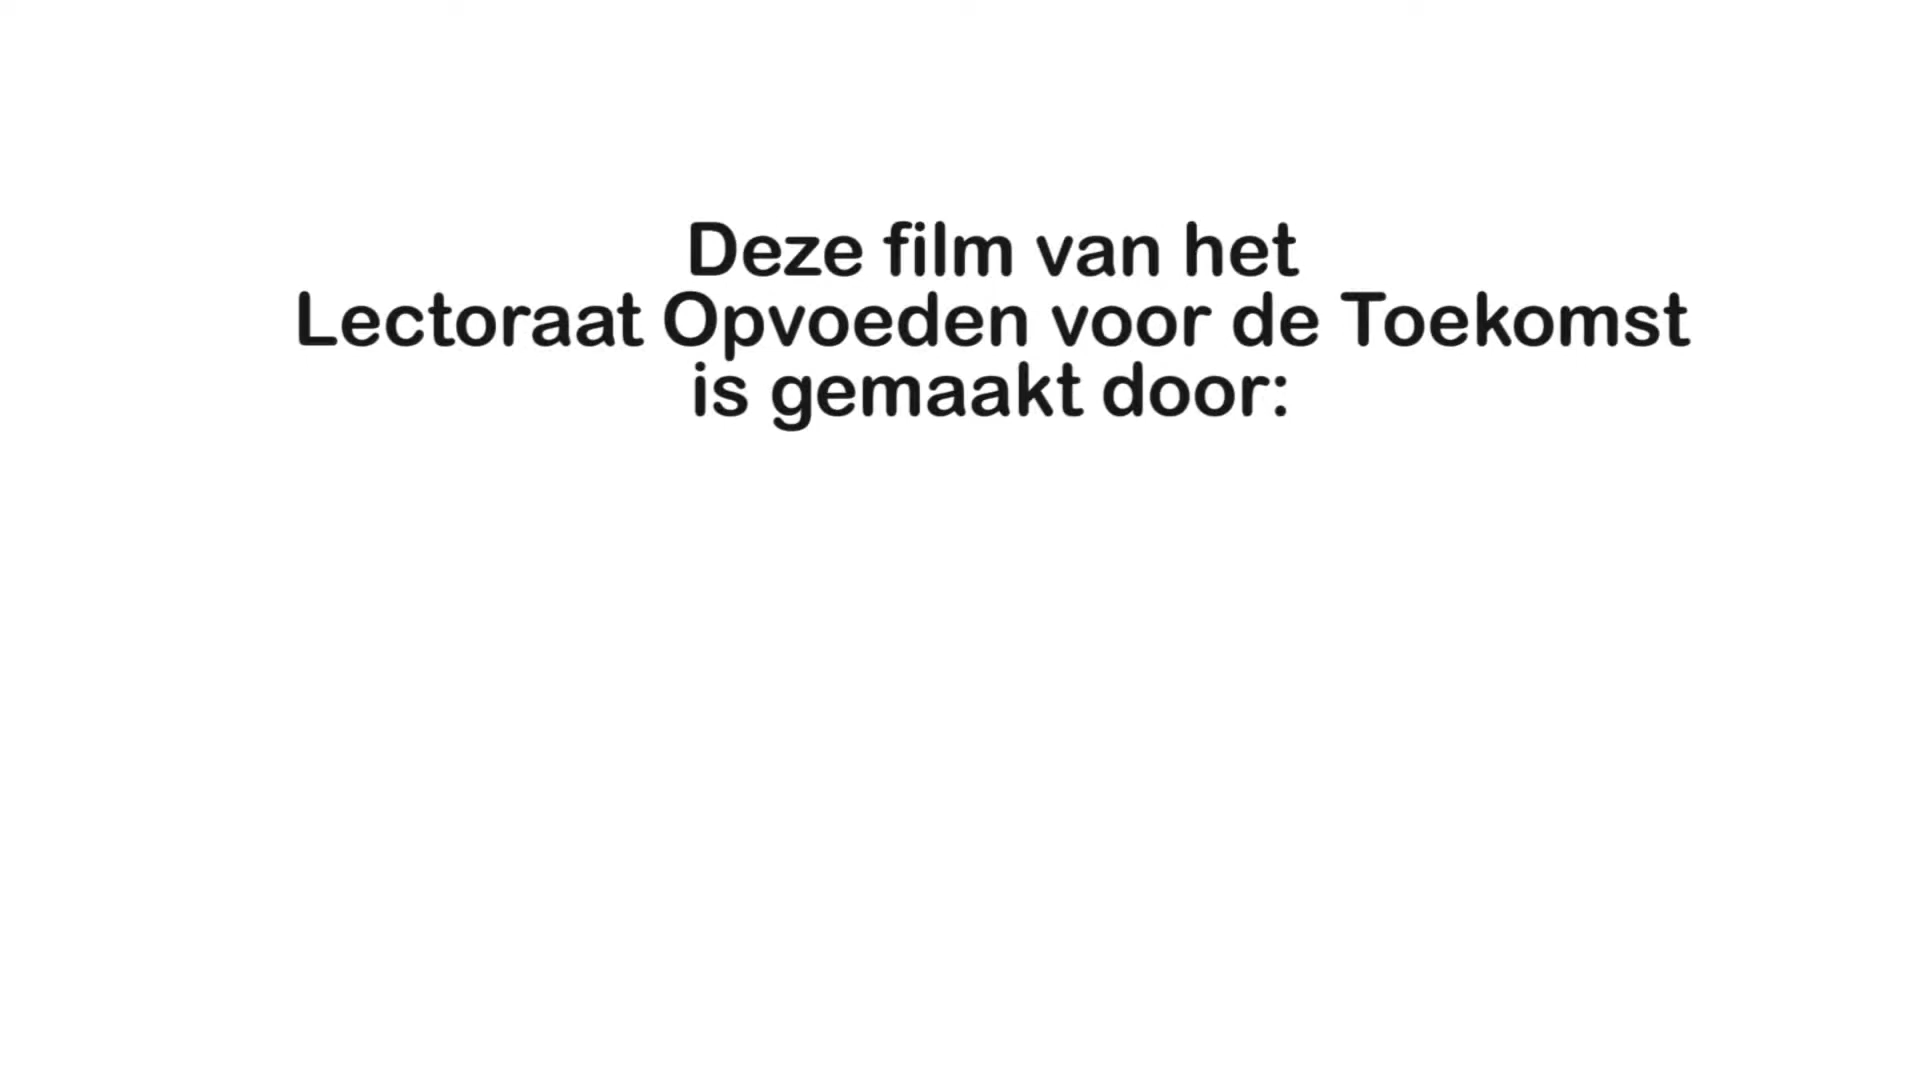 Deze film van het
Lectoraat Opvoeden voor de Toekomst
is gemaakt door: